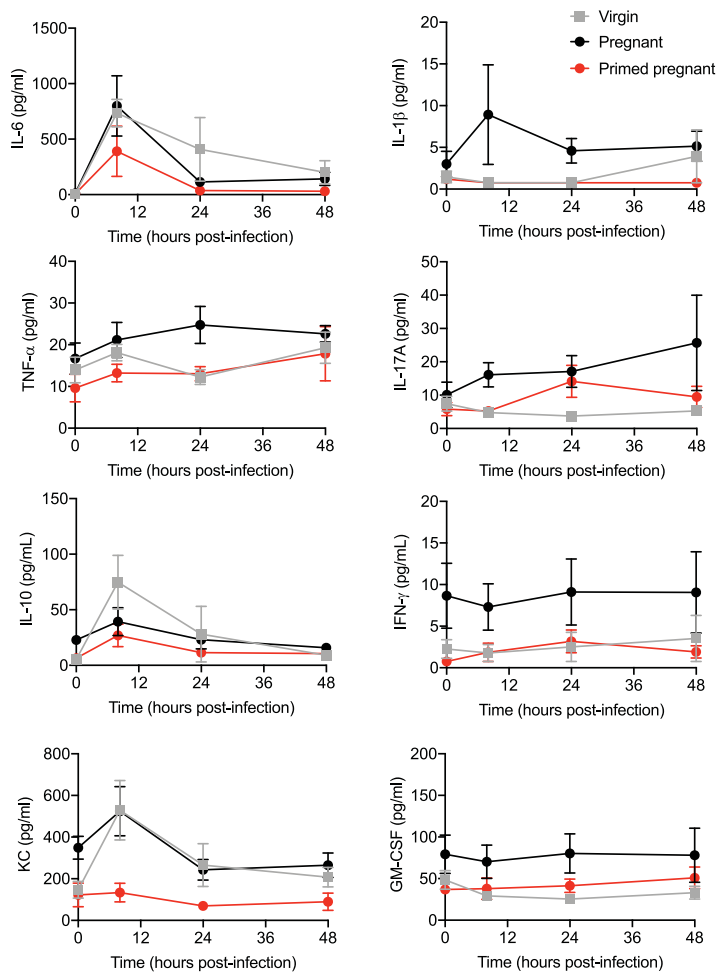 Virgin
Pregnant
Primed pregnant
IL-6 (pg/ml)
1500
1000
500
0
0 12 24 36 48
Time (hours post-infection)
IL-1β (pg/ml)
20
15
10
5
0
0 12 24 36 48
Time (hours post-infection)
TNF-α (pg/ml)
40
30
20
10
0
0 12 24 36 48
Time (hours post-infection)
IL-17A (pg/ml)
50
40
30
20
10
0
0 12 24 36 48
Time (hours post-infection)
IL-10 (pg/mL)
150
100
50
0
0 12 24 36 48
Time (hours post-infection)
IFN-γ (pg/mL)
20
15
10
5
0
0 12 24 36 48
Time (hours post-infection)
KC (pg/ml)
800
600
400
200
0
0 12 24 36 48
Time (hours post-infection)
GM-CSF (pg/ml)
200
150
100
50
0
0 12 24 36 48
Time (hours post-infection)